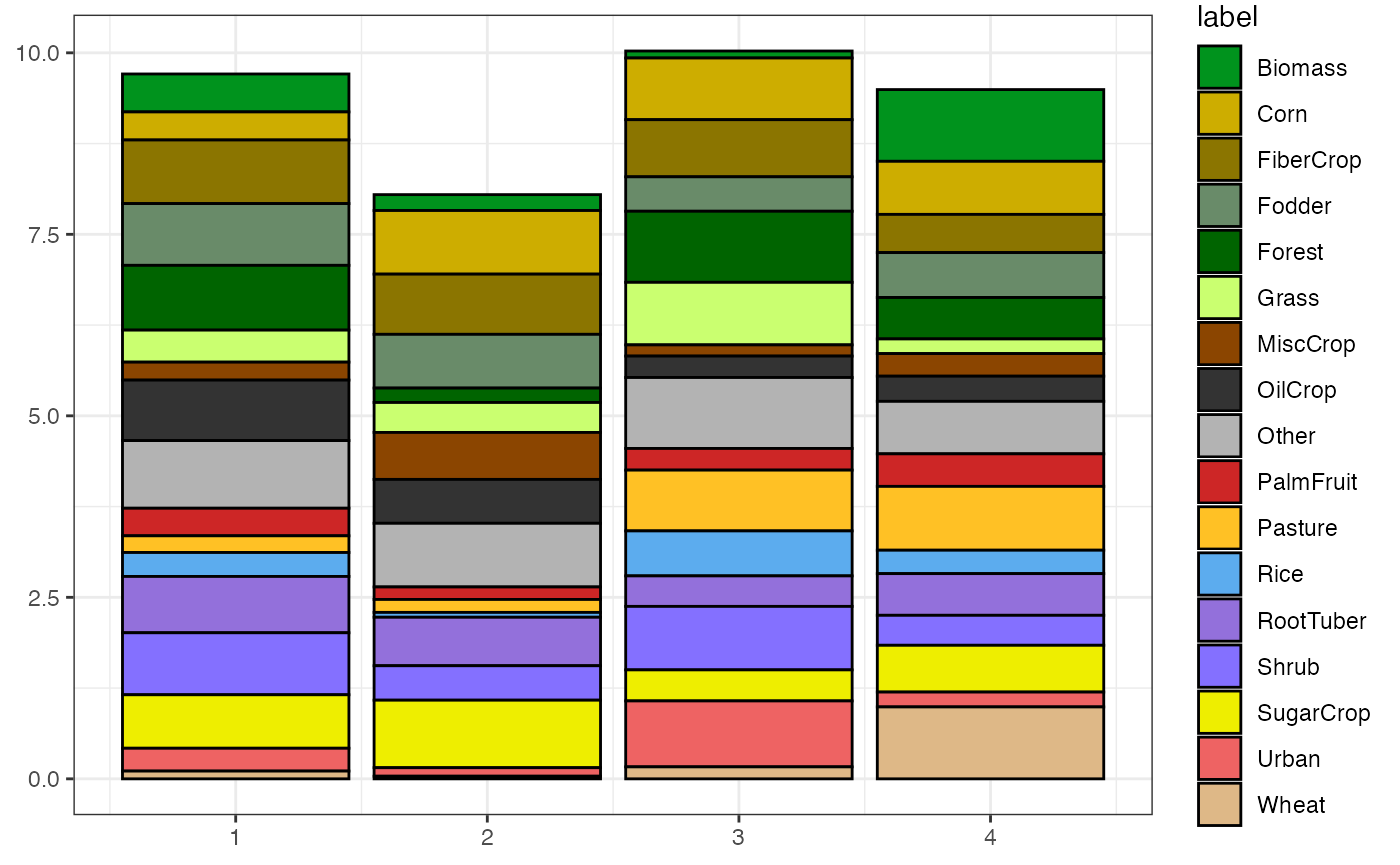 10.0
7.5
5.0
2.5
0.0
1 2 3 4
label
Biomass
Corn
FiberCrop
Fodder
Forest
Grass
MiscCrop
OilCrop
Other
PalmFruit
Pasture
Rice
RootTuber
Shrub
SugarCrop
Urban
Wheat